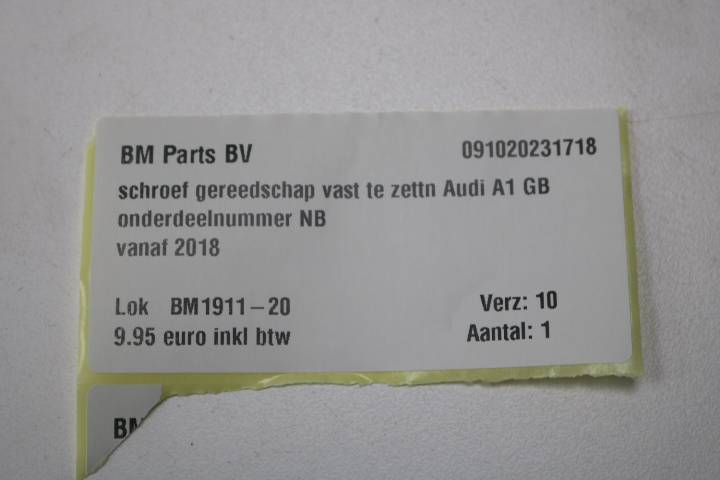 BM Parts BV 091020231718
schroef gereedschap vast te zettn Audi A1 GB
onderdeelnummer NB
vanaf 2018
Lok BM1911-20 Verz: 10
9.95 euro inkl btw Aantal: 1
BM